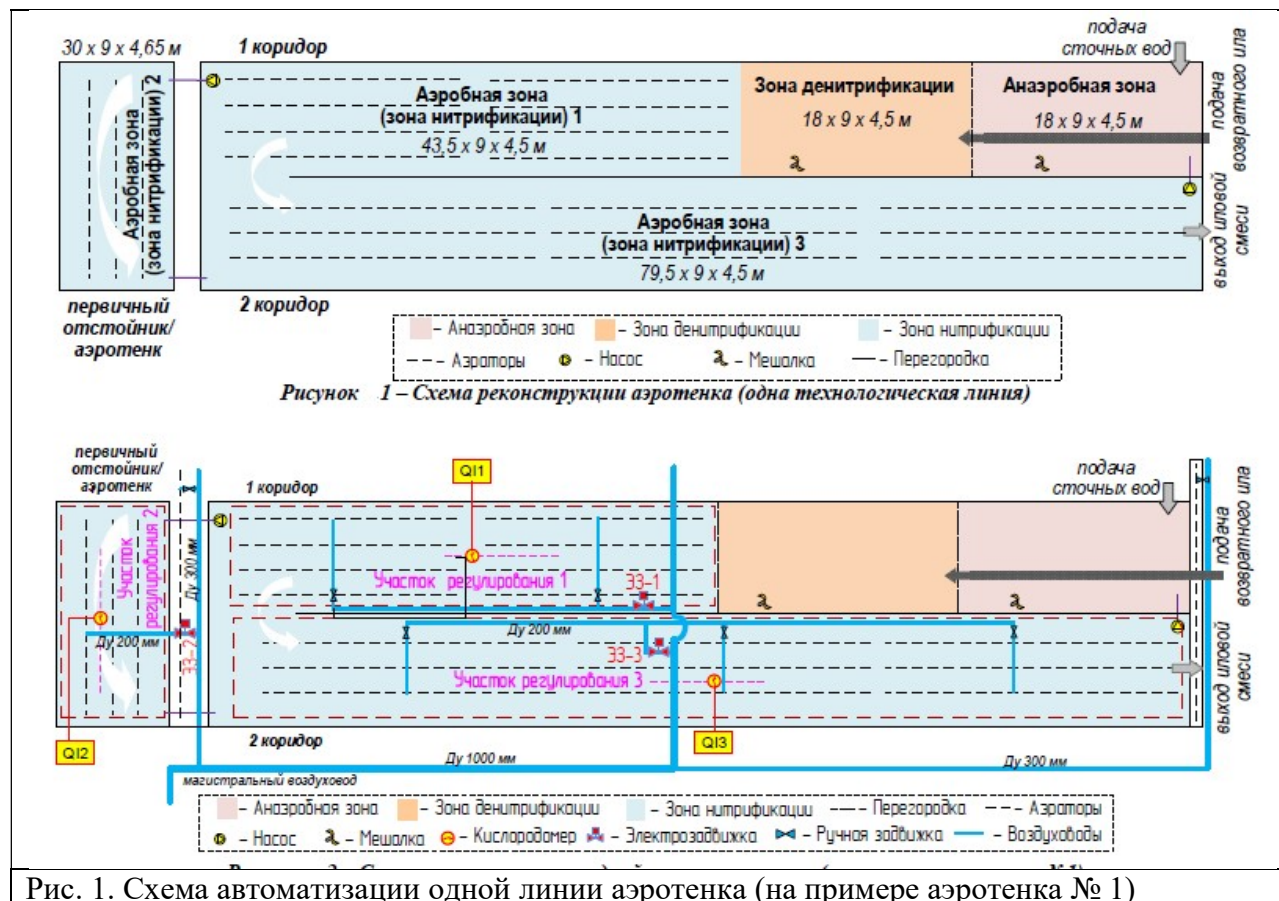 30 x 9 x 4,65 м
1 коридор
подача
сточных вод
Аэробная зона
(зона нитрификации) 2
Аэробная зона
(зона нитрификации) 1
43,5 x 9 x 4,5 м
Зона денитрификации
18 x 9 x 4,5 м
Анаэробная зона
18 x 9 x 4,5 м
подача
возвратного ила
Аэробная зона
(зона нитрификации) 3
79,5 x 9 x 4,5 м
выход иловой
смеси
первичный
отстойник/
аэротенк
2 коридор
– Анаэробная зона – Зона денитрификации – Зона нитрификации
– Аэраторы – Насос – Мешалка – Перегородка
Рисунок 1 – Схема реконструкции аэротенка (одна технологическая линия)
первичный
отстойник/
аэротенк
1 коридор
QI1
подача
сточных вод
Участок
регулирования 2
Ду 300 мм
Участок регулирования 1
ЭЗ-1
подача
возвратного ила
Ду 200 мм
ЭЗ-2
Ду 200 мм
ЭЗ-3
Участок регулирования 3
выход иловой
смеси
QI2
2 коридор
QI3
Ду 1000 мм
Ду 300 мм
магистральный воздуховод
– Анаэробная зона – Зона денитрификации – Зона нитрификации – Перегородка – Аэраторы
– Насос – Мешалка – Кислородомер – Электрозадвижка – Ручная задвижка – Воздуховоды
Рис. 1. Схема автоматизации одной линии аэротенка (на примере аэротенка № 1)